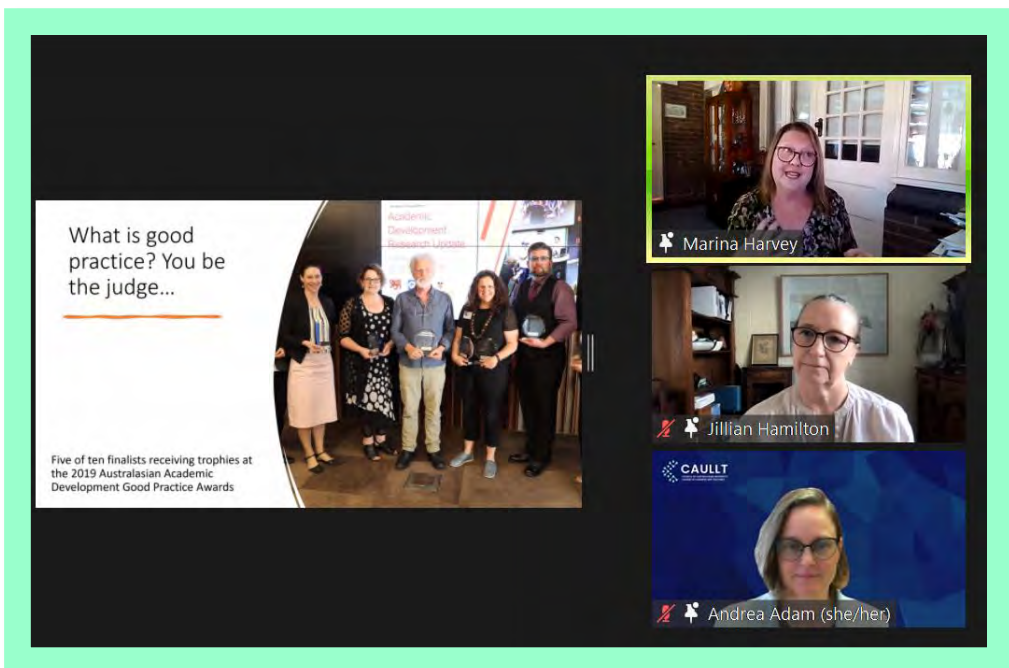 What is good
practice? You be
the judge...
Five of ten finalists receiving trophies at
the 2019 Australasian Academic
Development Good Practice Awards
Academic
Development
Research Update
Marina Harvey
Jillian Hamilton
CAULLT
Andrea Adam (she/her)